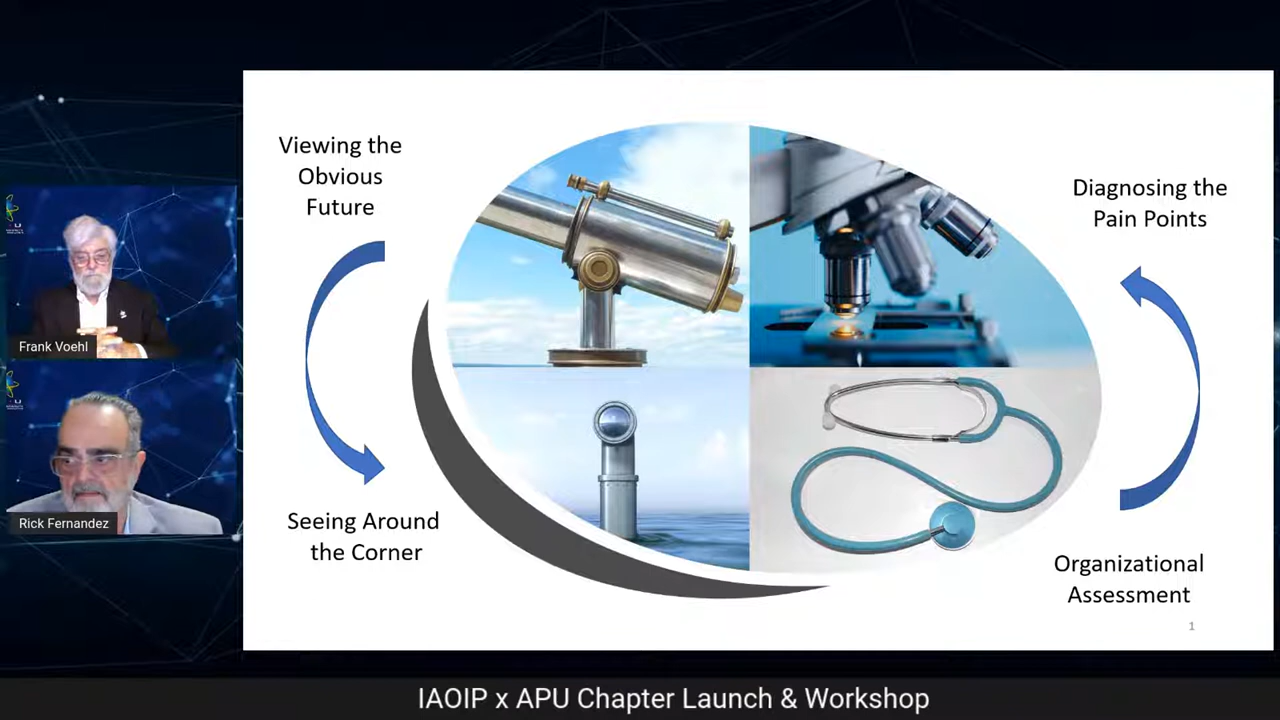 Viewing the
Obvious
Future
Diagnosing the
Pain Points
Frank Voehl
Rick Fernandez
Seeing Around
the Corner
Organizational
Assessment
1
IAOIP x APU Chapter Launch & Workshop